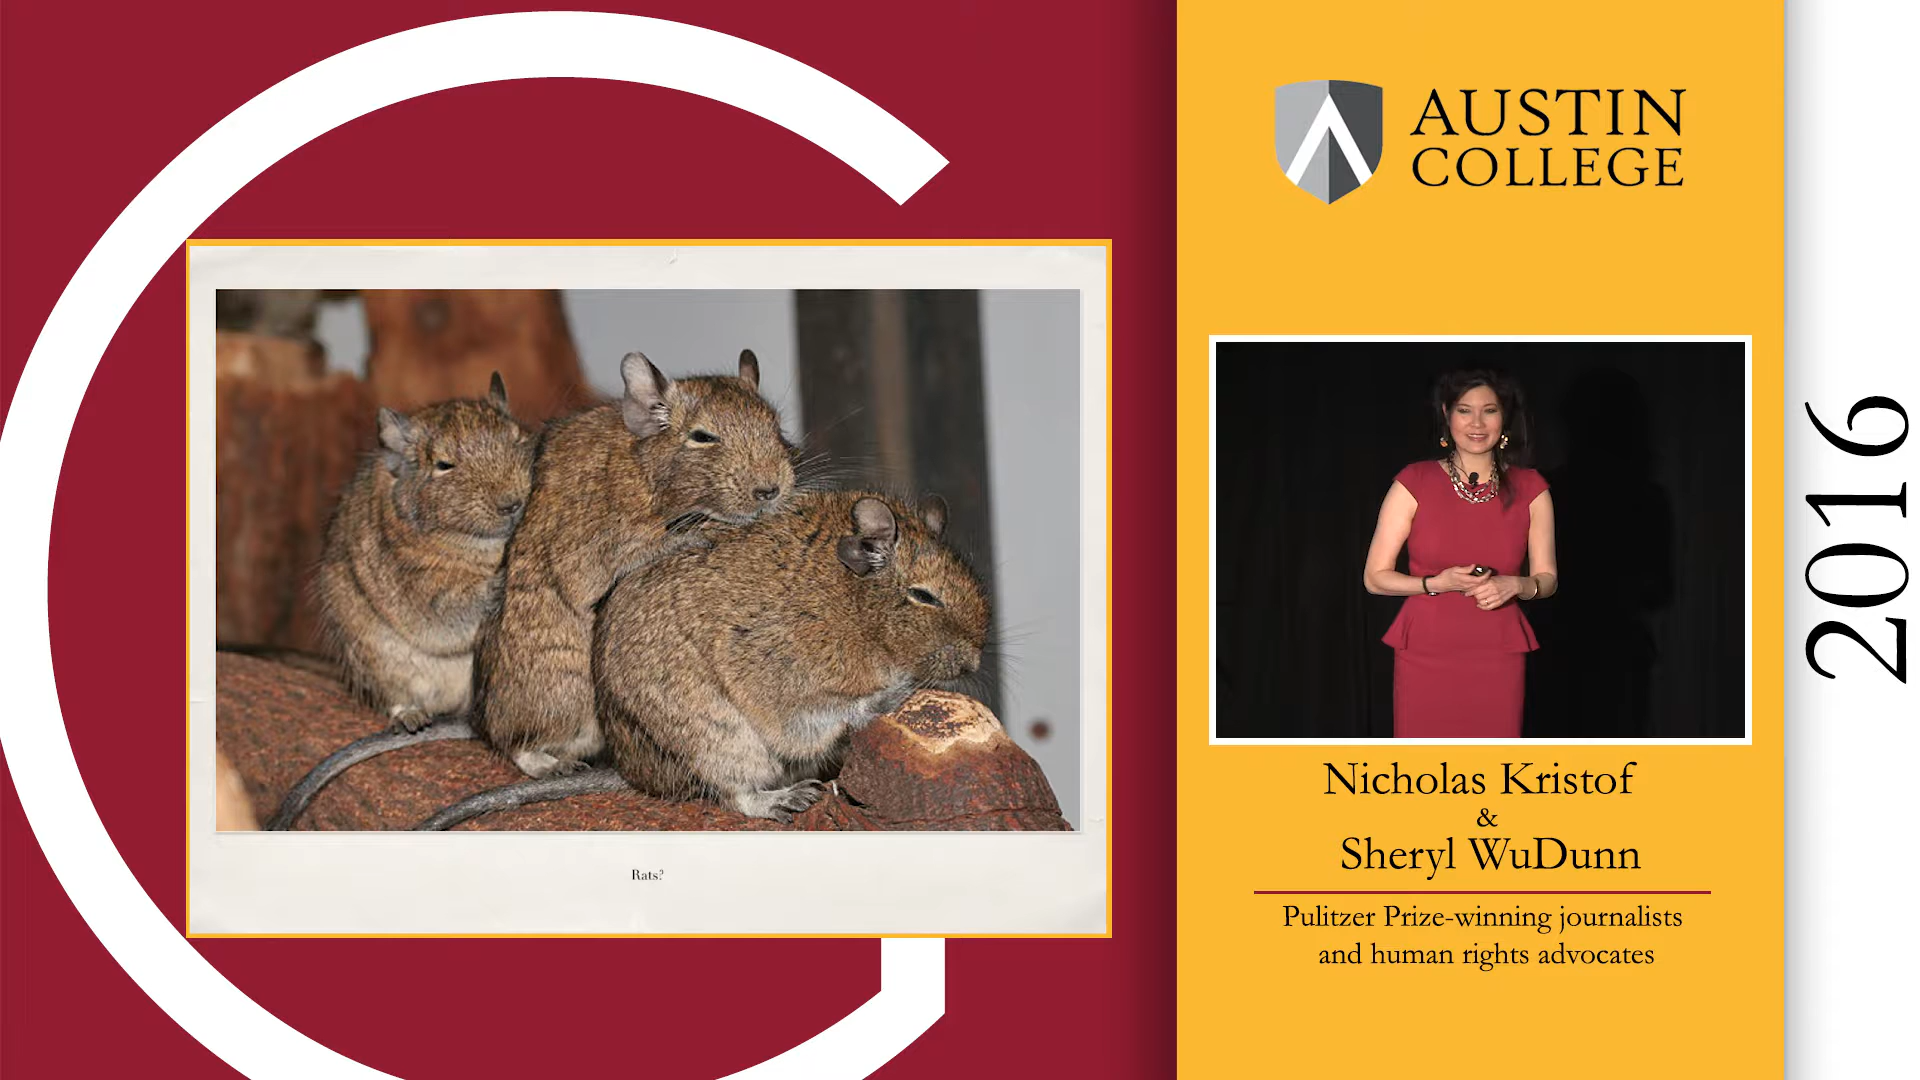 AUSTIN
COLLEGE
Rats?
Nicholas Kristof
&
Sheryl WuDunn
Pulitzer Prize-winning journalists
and human rights advocates
2016